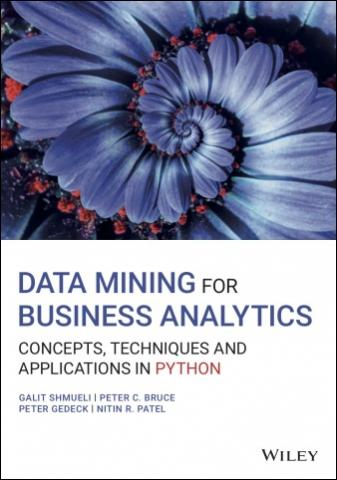 DATA MINING FOR
BUSINESS ANALYTICS
CONCEPTS, TECHNIQUES AND
APPLICATIONS IN PYTHON
GALIT SHMUELI | PETER C. BRUCE
PETER GEDECK | NITIN R. PATEL
WILEY